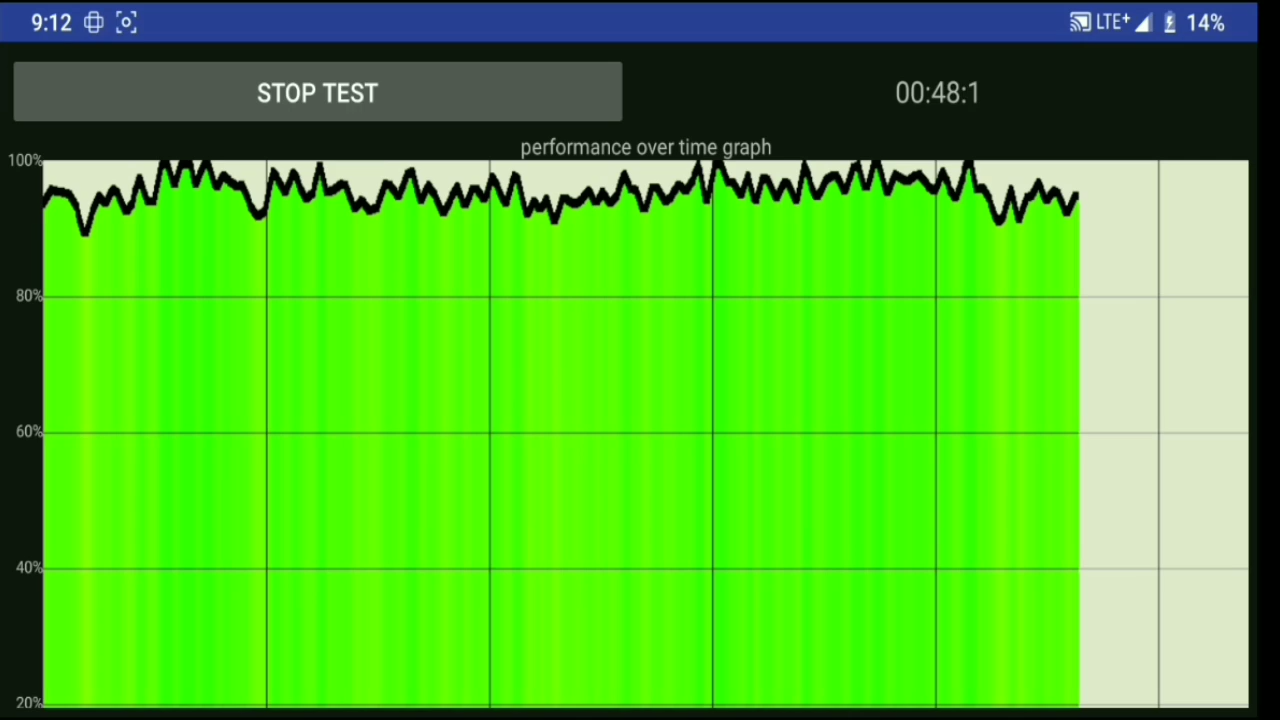 9:12 LTE+ 14%
STOP TEST 00:48:1
performance over time graph
100%
80%
60%
40%
20%